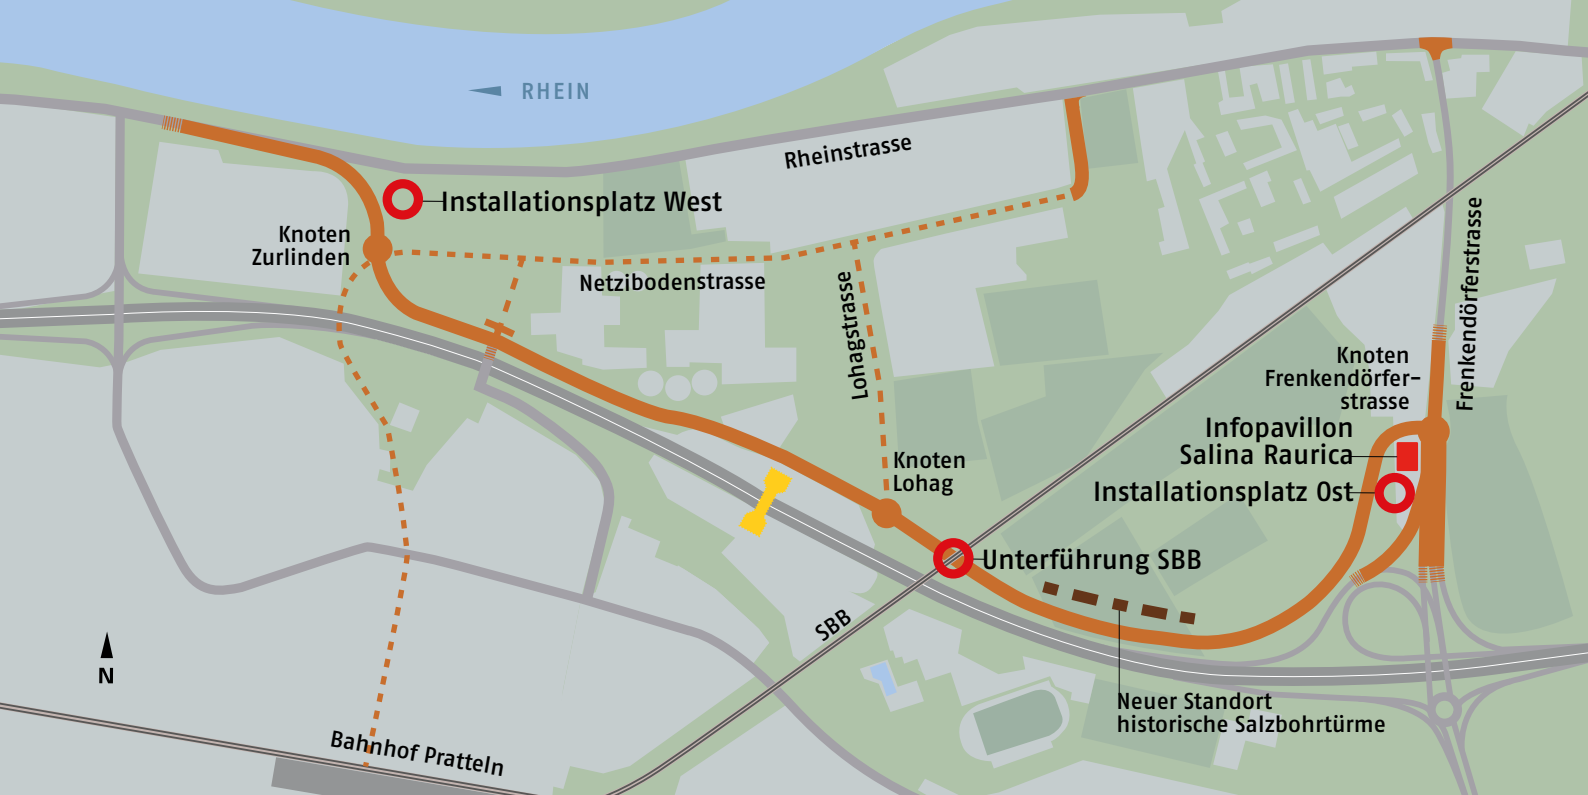 RHEIN
Rheinstrasse
Installationsplatz West
Knoten
Zurlinden
Netzibodenstrasse
Lohagstrasse
Frenkendörferstrasse
Knoten
Frenkendörfer-
strasse
Infopavillon
Salina Raurica
Installationsplatz Ost
Knoten
Lohag
Unterführung SBB
SBB
N
Neuer Standort
historische Salzbohrtürme
Bahnhof Pratteln